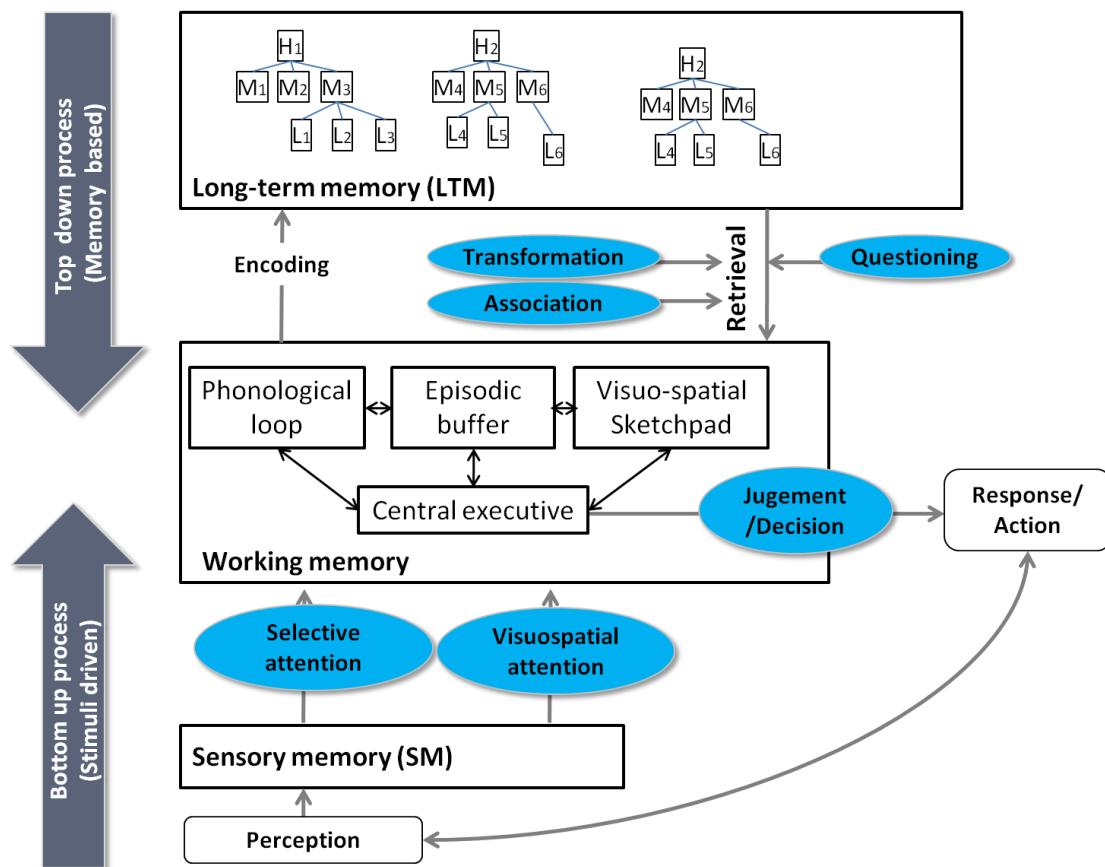 Top down process
(Memory based)
H1
M1 M2 M3
L1 L2 L3
H2
M4 M5 M6
L4 L5
L6
H2
M4 M5 M6
L4 L5 L6
Long-term memory (LTM)
Encoding
Transformation
Association
Retrieval
Questioning
Phonological
loop
Episodic
buffer
Visuo-spatial
Sketchpad
Central executive
Jugement
/Decision
Response/
Action
Working memory
Bottom up process
(Stimuli driven)
Selective
attention
Visuospatial
attention
Sensory memory (SM)
Perception